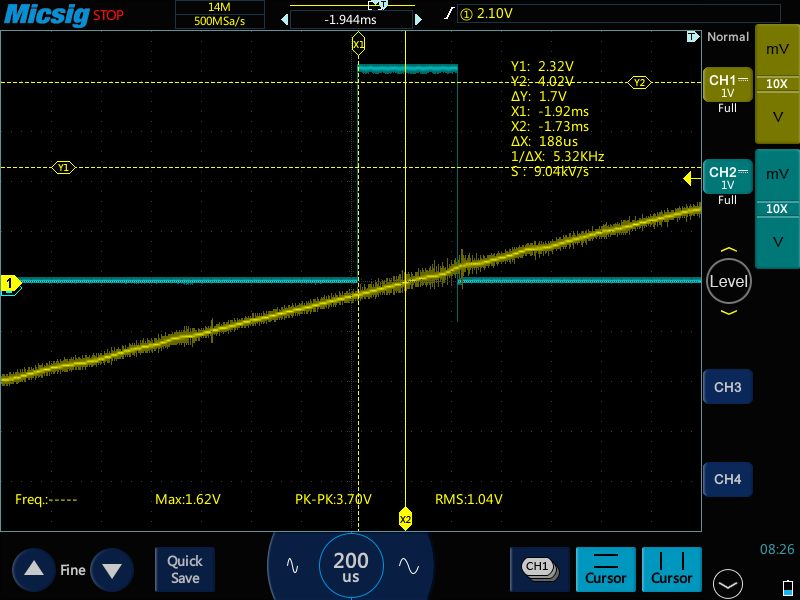 Micsig STOP
14M
500MSa/s
-1.944ms
T
① 2.10V
X1
T
Normal
mV
10X
V
CH1
1V
Full
Y1: 2.32V
Y2: 4.02V
ΔY: 1.7V
X1: -1.92ms
X2: -1.73ms
ΔX: 188us
1/ΔX: 5.32KHz
S : 9.04kV/s
Y2
Y1
CH2
1V
Full
mV
10X
V
1
Level
CH3
CH4
Freq.:-----
Max:1.62V
PK-PK:3.70V
RMS:1.04V
X2
Fine
Quick
Save
200
us
CH1
Cursor
Cursor
08:26